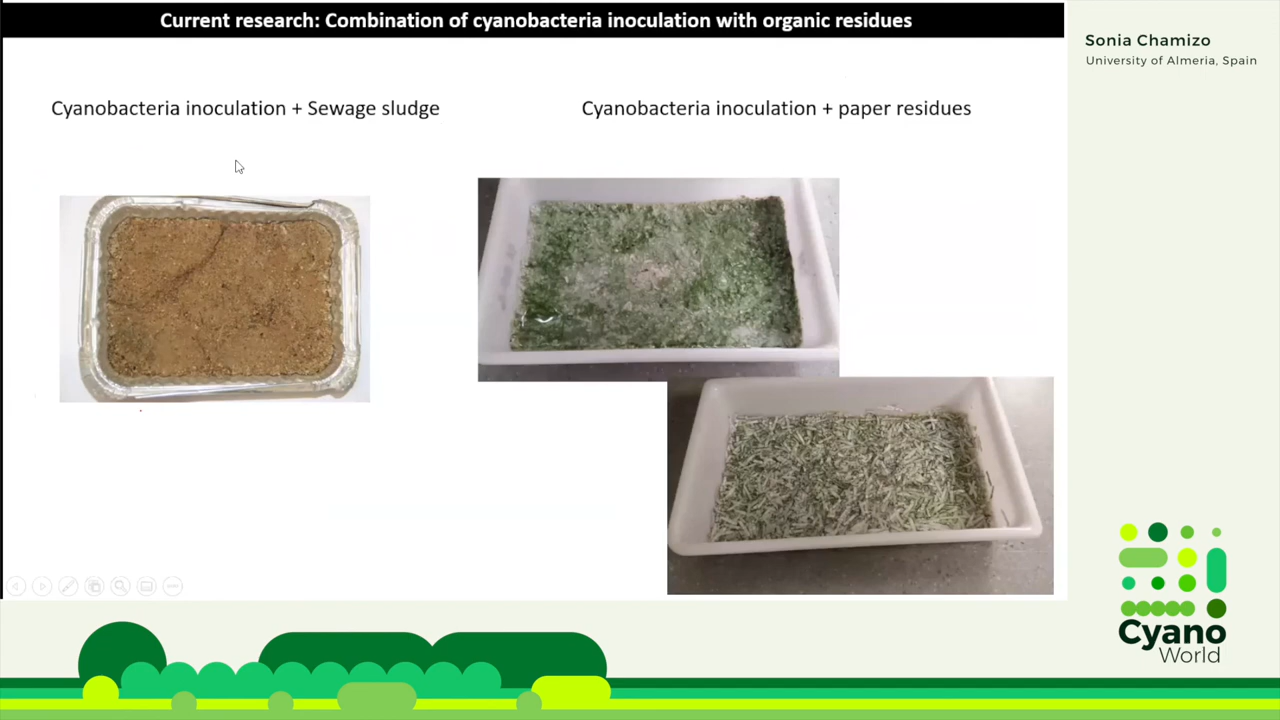 Current research: Combination of cyanobacteria inoculation with organic residues
Sonia Chamizo
University of Almeria, Spain
Cyanobacteria inoculation + Sewage sludge
Cyanobacteria inoculation + paper residues
Cyano
World